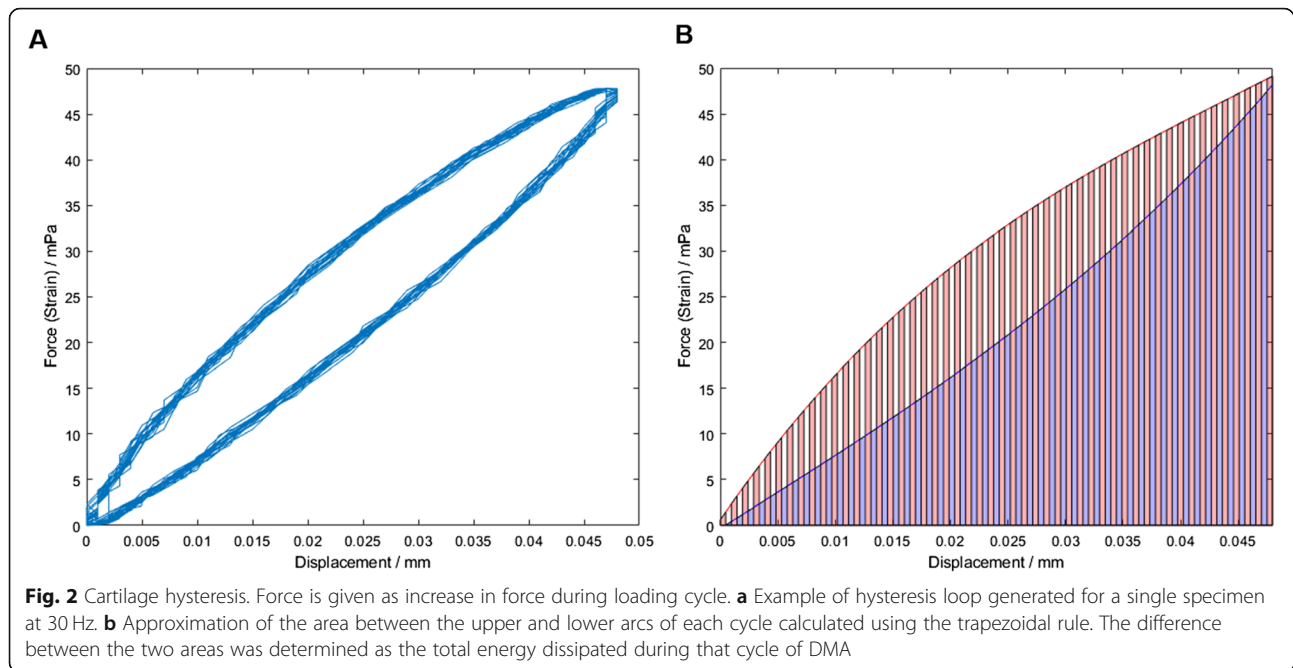 A
B
50
45
40
35
30
25
20
15
10
5
0
Force (Strain) / mPa
0 0.005 0.01 0.015 0.02 0.025 0.03 0.035 0.04 0.045 0.05
Displacement / mm
50
45
40
35
30
25
20
15
10
5
0
Force (Strain) / mPa
0 0.005 0.01 0.015 0.02 0.025 0.03 0.035 0.04 0.045
Displacement / mm
Fig. 2 Cartilage hysteresis. Force is given as increase in force during loading cycle. a Example of hysteresis loop generated for a single specimen
at 30 Hz. b Approximation of the area between the upper and lower arcs of each cycle calculated using the trapezoidal rule. The difference
between the two areas was determined as the total energy dissipated during that cycle of DMA